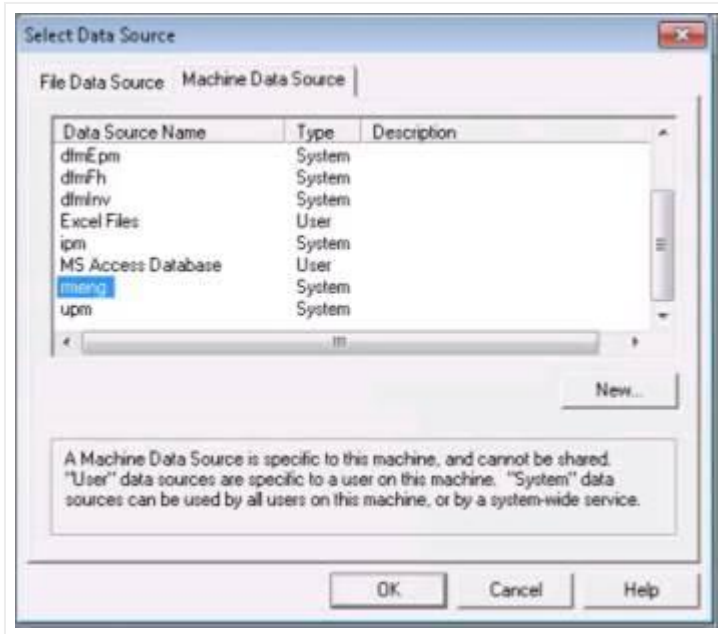 Select Data Source
File Data Source Machine Data Source
Data Source Name Type Description
dfmEpm System
dfmFh System
dfmInv System
Excel Files User
ipm System
MS Access Database User
rmeng System
upm System
New...
A Machine Data Source is specific to this machine, and cannot be shared.
"User" data sources are specific to a user on this machine. "System" data
sources can be used by all users on this machine, or by a system-wide service.
OK Cancel Help